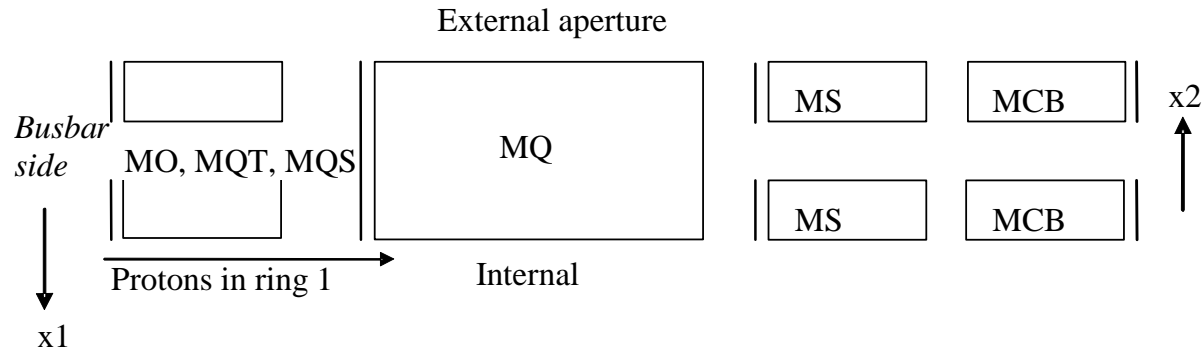 External aperture
Busbar
side
MO, MQT, MQS
MQ
MS
MCB
x2
MS
MCB
Protons in ring 1
Internal
x1